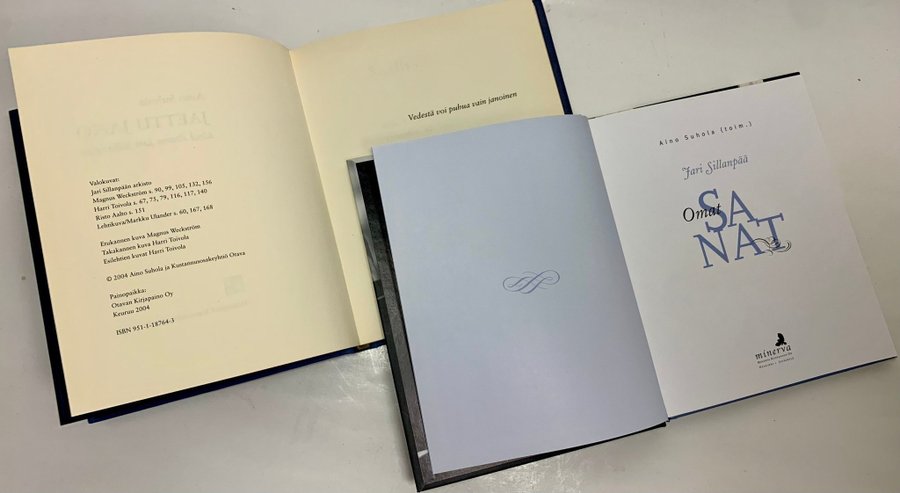 Valokuvat:
Jari Sillanpään arkisto
Magnus Weckström s. 90, 99, 105, 132, 156
Harri Toivola s. 67, 75, 79, 116, 117, 140
Risto Aalto s. 151
Lehtikuva/Markku Ulander s. 60, 167, 168
Etukannen kuva Magnus Weckström
Takakannen kuva Harri Toivola
Esilehtien kuvat Harri Toivola
© 2004 Aino Suhola ja Kustannusosakeyhtiö Otava
Painopaikka:
Otavan Kirjapaino Oy
Keuruu 2004
ISBN 951-1-18764-3
Vedestä voi puhua vain janoinen
Aino Suhola (toim.)
Jari Sillanpää
Omat
SA
NAT
minerva